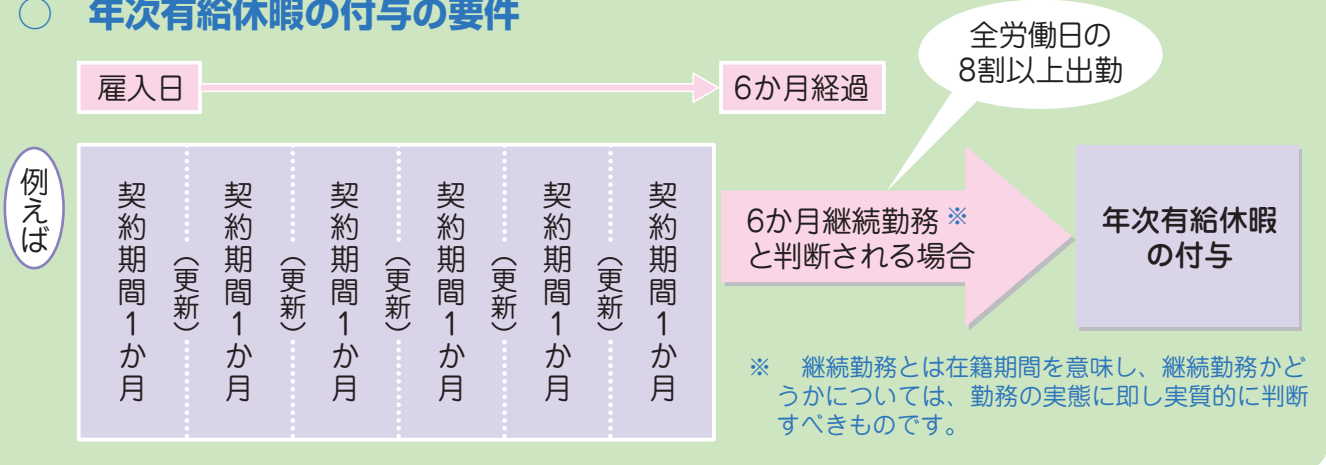 ○ 年次有給休暇の付与の要件
雇入日
6か月経過
全労働日の
8割以上出勤
例えば
契約期間1か月
（更新）
契約期間1か月
（更新）
契約期間1か月
（更新）
契約期間1か月
（更新）
契約期間1か月
（更新）
契約期間1か月
6か月継続勤務※
と判断される場合
年次有給休暇
の付与
※ 継続勤務とは在籍期間を意味し、継続勤務かど
うかについては、勤務の実態に即し実質的に判断
すべきものです。